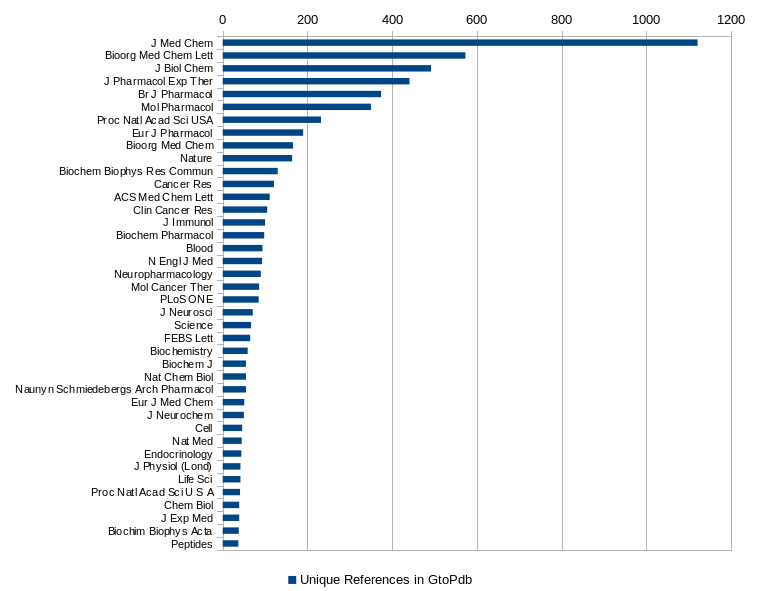 0 200 400 600 800 1000 1200
J Med Chem
Bioorg Med Chem Lett
J Biol Chem
J Pharmacol Exp Ther
Br J Pharmacol
Mol Pharmacol
Proc Natl Acad Sci USA
Eur J Pharmacol
Bioorg Med Chem
Nature
Biochem Biophys Res Commun
Cancer Res
ACS Med Chem Lett
Clin Cancer Res
J Immunol
Biochem Pharmacol
Blood
N Engl J Med
Neuropharmacology
Mol Cancer Ther
PLoS ONE
J Neurosci
Science
FEBS Lett
Biochemistry
Biochem J
Nat Chem Biol
Naunyn Schmiedebergs Arch Pharmacol
Eur J Med Chem
J Neurochem
Cell
Nat Med
Endocrinology
J Physiol (Lond)
Life Sci
Proc Natl Acad Sci U S A
Chem Biol
J Exp Med
Biochim Biophys Acta
Peptides
Unique References in GtoPdb